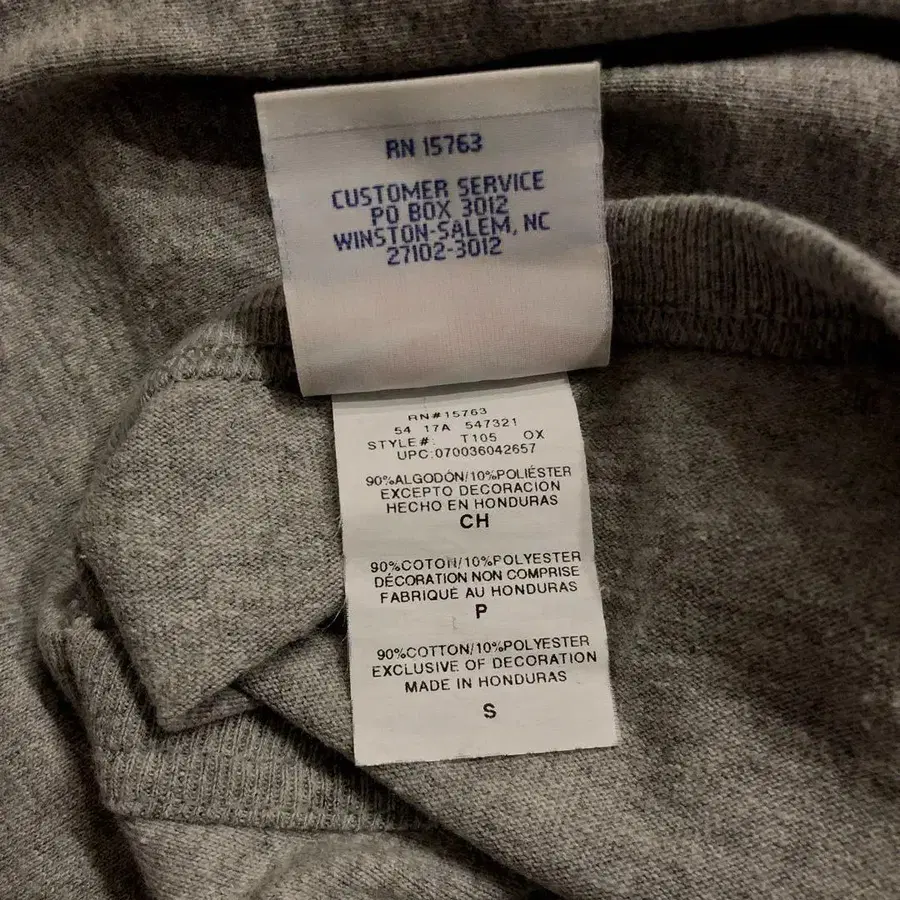 RN 15763
CUSTOMER SERVICE
PO BOX 3012
WINSTON-SALEM, NC
27102-3012
RN#15763
54 17A 547321
STYLE#: T105 OX
UPC:070036042657
90%ALGODÓN/10%POLIÉSTER
EXCEPTO DECORACION
HECHO EN HONDURAS
CH
90%COTON/10%POLYESTER
DÉCORATION NON COMPRISE
FABRIQUÉ AU HONDURAS
P
90%COTTON/10%POLYESTER
EXCLUSIVE OF DECORATION
MADE IN HONDURAS
S